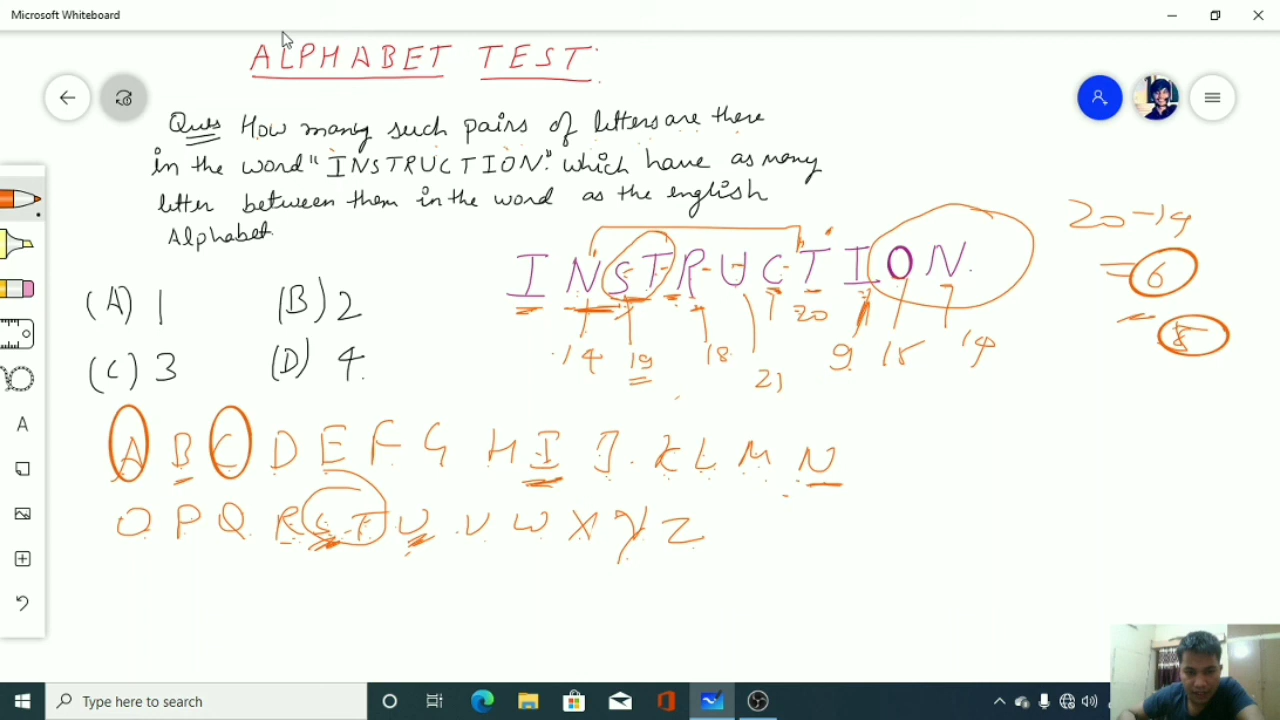 Microsoft Whiteboard
ALPHABET TEST
Ques How many such pairs of letters are there
in the word "INSTRUCTION" which have as many
letter between them in the word as the english
Alphabet.
(A) 1
(B) 2
(C) 3
(D) 4
INSTRUCTION
14 19 18 21 20 9 15 14
20-14
= 6
A B C D E F G H I J K L M N
O P Q R S T U V W X Y Z
A
Type here to search